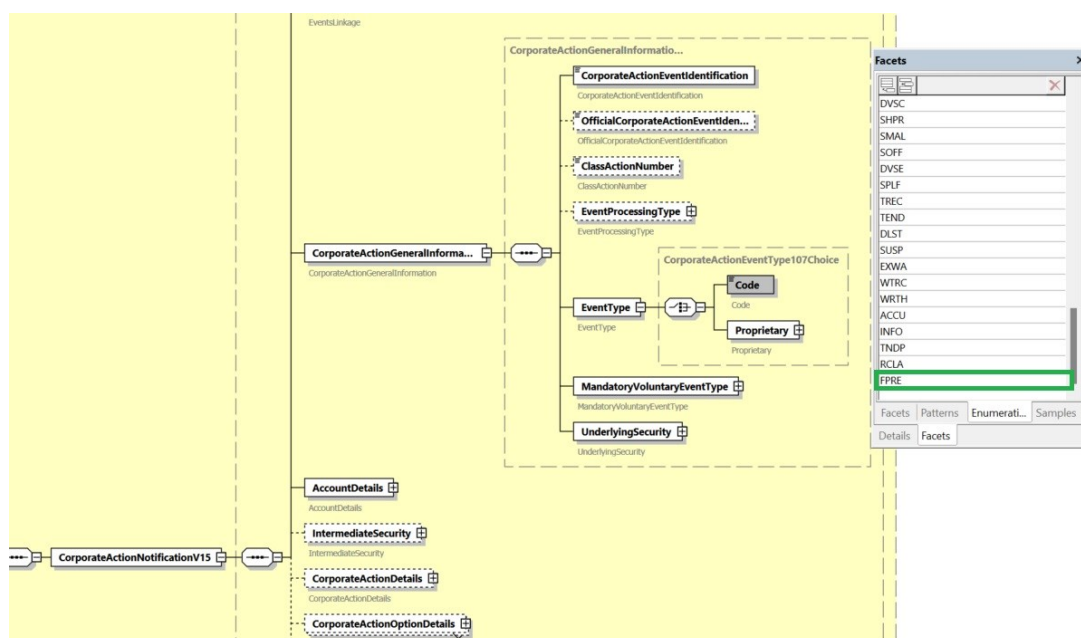 EventsLinkage
CorporateActionGeneralInformatio...
CorporateActionEventIdentification
CorporateActionEventIdentification
OfficialCorporateActionEventIden...
OfficialCorporateActionEventIdentification
ClassActionNumber
ClassActionNumber
EventProcessingType
EventProcessingType
CorporateActionGeneralInforma...
CorporateActionGeneralInformation
CorporateActionEventType107Choice
Code
Code
EventType
EventType
Proprietary
Proprietary
MandatoryVoluntaryEventType
MandatoryVoluntaryEventType
UnderlyingSecurity
UnderlyingSecurity
AccountDetails
AccountDetails
IntermediateSecurity
IntermediateSecurity
CorporateActionNotificationV15
CorporateActionDetails
CorporateActionDetails
CorporateActionOptionDetails
Facets
DVSC
SHPR
SMAL
SOFF
DVSE
SPLF
TREC
TEND
DLST
SUSP
EXWA
WTRC
WRTH
ACCU
INFO
TNDP
RCLA
FPRE
Facets Patterns Enumerati... Samples
Details Facets